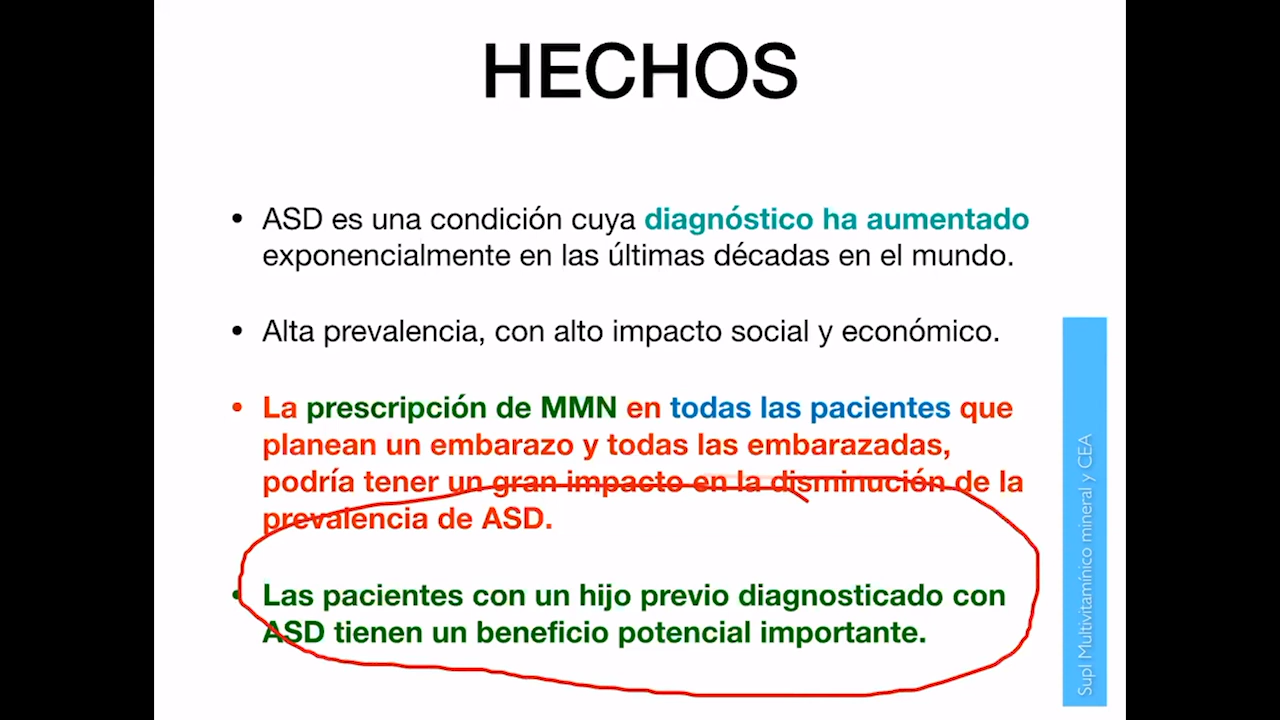 HECHOS
• ASD es una condición cuya diagnóstico ha aumentado
exponencialmente en las últimas décadas en el mundo.
• Alta prevalencia, con alto impacto social y económico.
• La prescripción de MMN en todas las pacientes que
planean un embarazo y todas las embarazadas,
podría tener un gran impacto en la disminución de la
prevalencia de ASD.
• Las pacientes con un hijo previo diagnosticado con
ASD tienen un beneficio potencial importante.
Supl Multivitamínico mineral y CEA